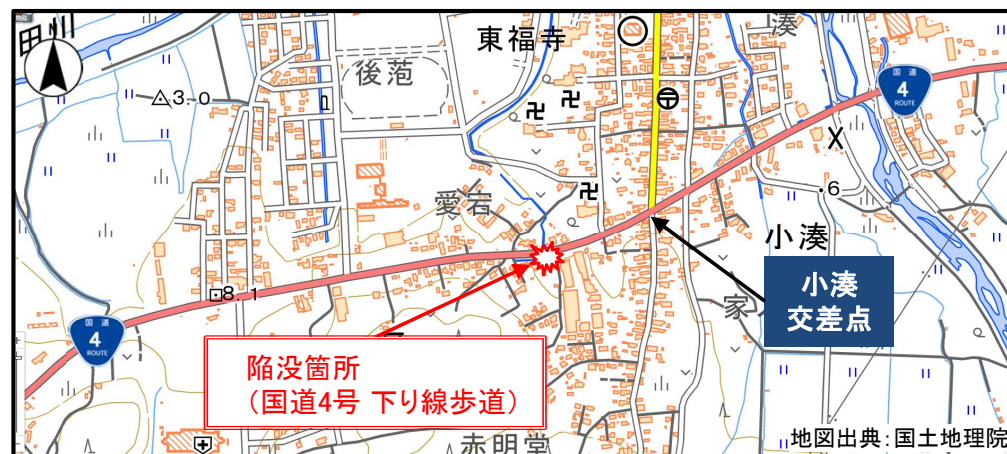 田川
東福寺
湊
後萢
3.0
国道
4
ROUTE
愛宕
6
小湊
小湊
交差点
8.1
家
国道
4
ROUTE
陥没箇所
(国道4号 下り線歩道)
赤明堂
地図出典:国土地理院